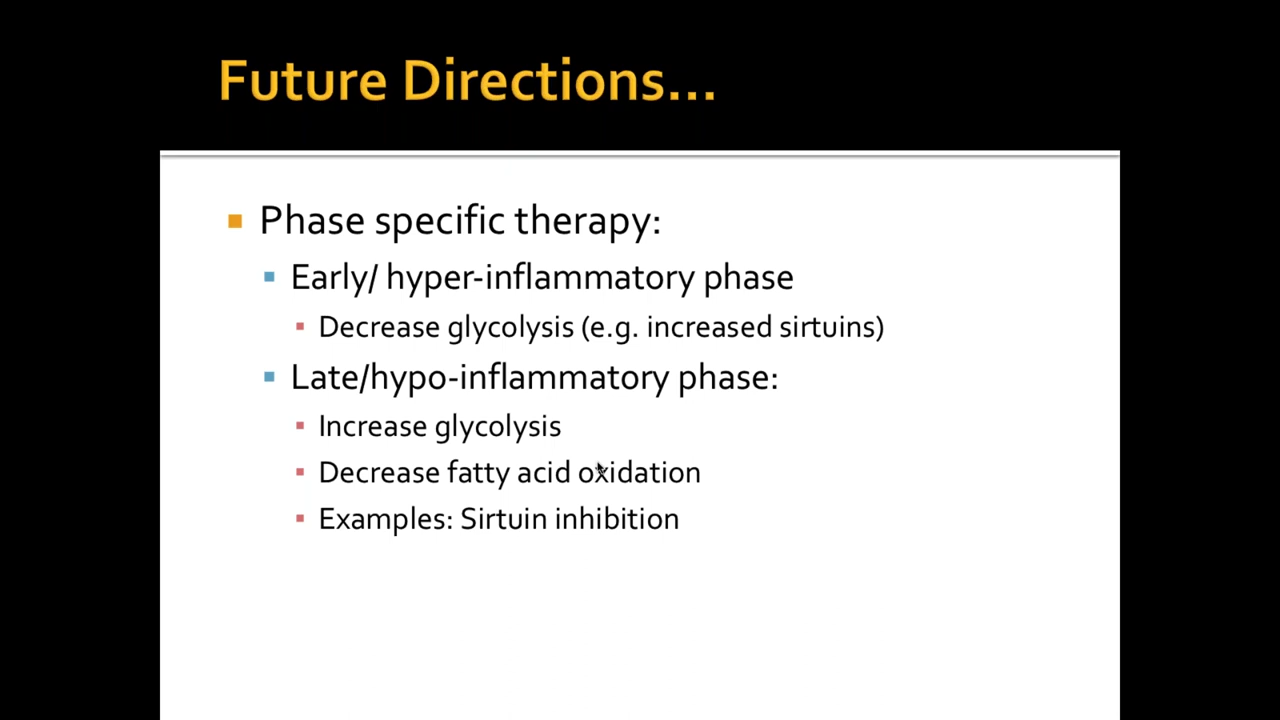 Future Directions...
Phase specific therapy:
Early/ hyper-inflammatory phase
Decrease glycolysis (e.g. increased sirtuins)
Late/hypo-inflammatory phase:
Increase glycolysis
Decrease fatty acid oxidation
Examples: Sirtuin inhibition